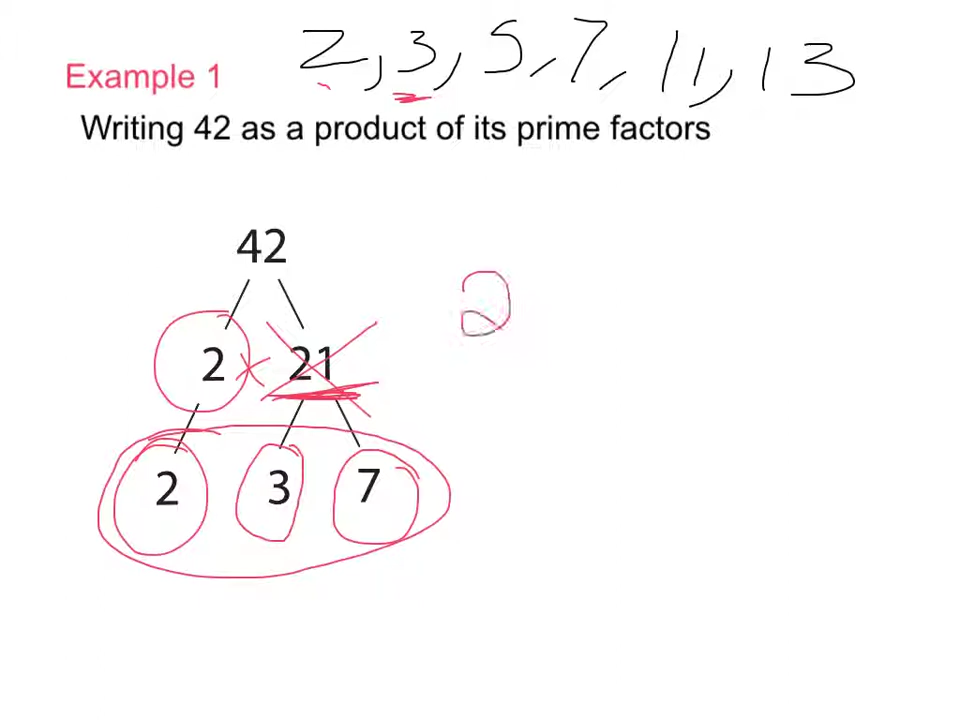 2, 3, 5, 7, 11, 13
Example 1
Writing 42 as a product of its prime factors
42
2
2 × 21
2 3 7